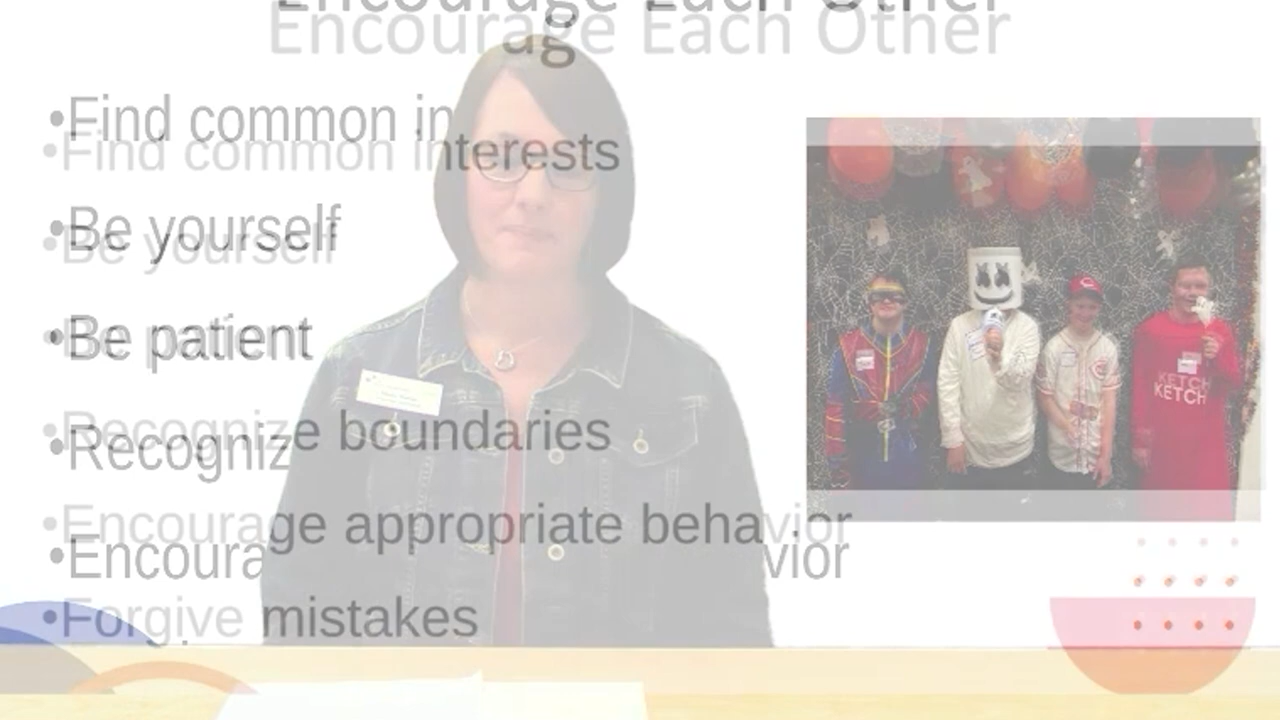 Encourage Each Other
•Find common interests
•Be yourself
•Be patient
•Recognize boundaries
•Encourage appropriate behavior
•Forgive mistakes
KETCH